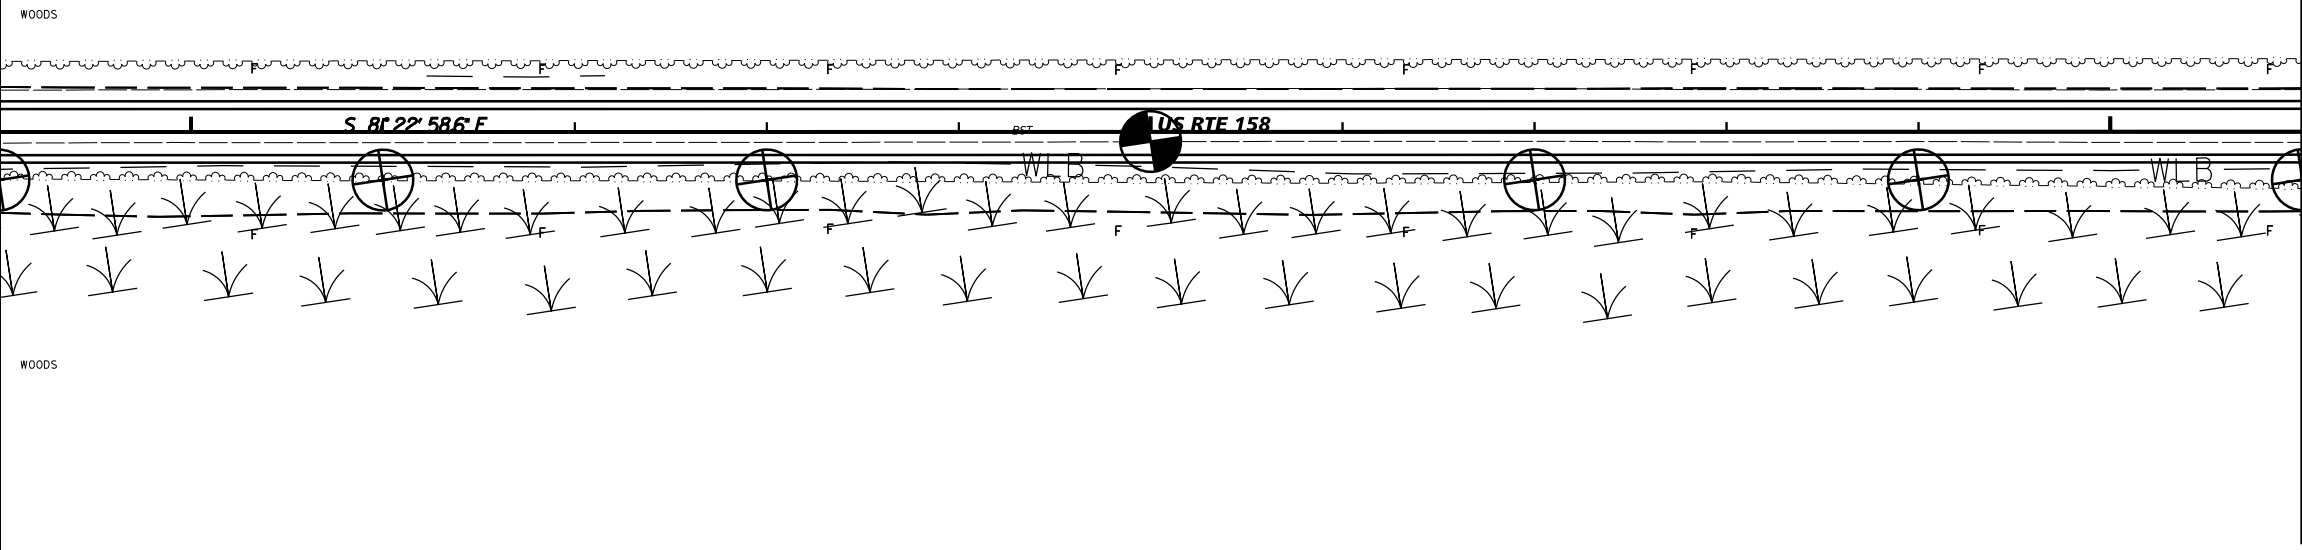 WOODS
F F F F F F F F
S 81° 22' 58.6" E
BST
US RTE 158
WLB
WLB
F F F F F F F F
WOODS